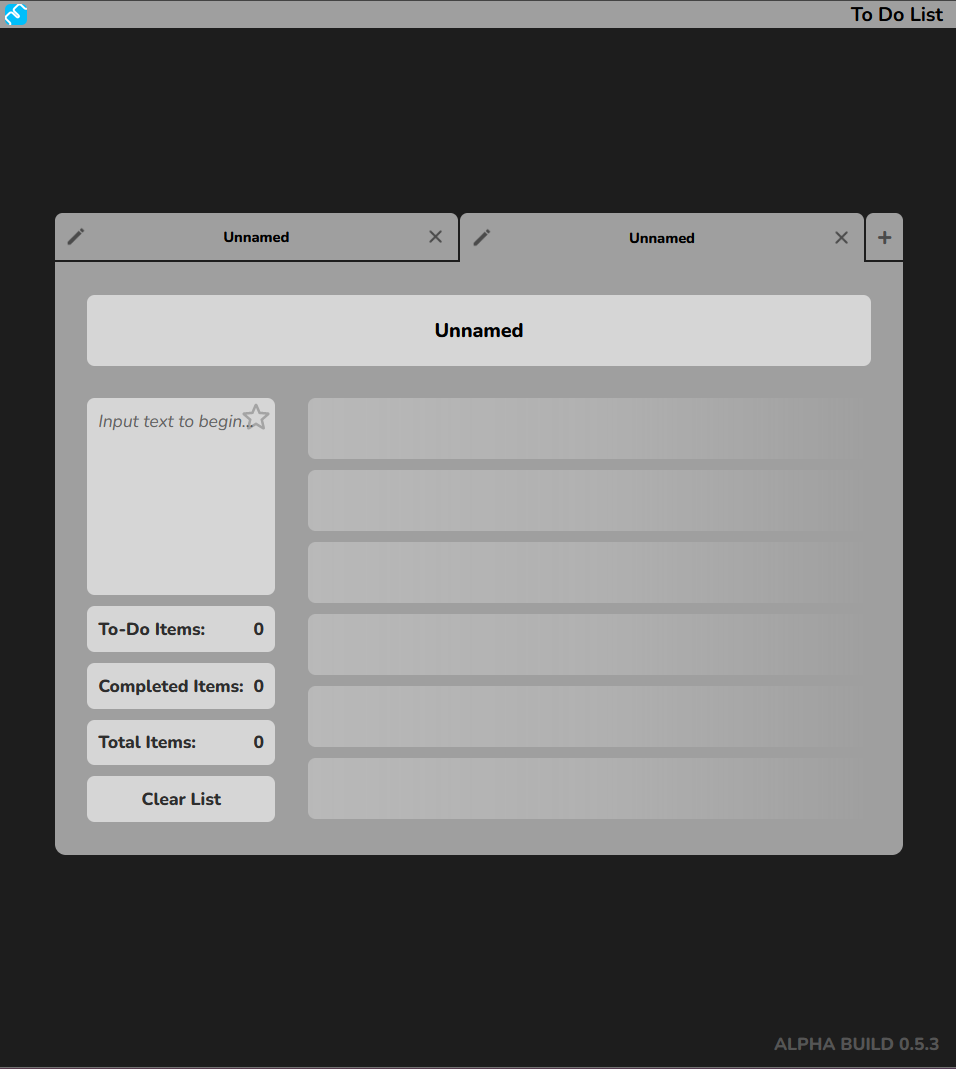 To Do List
Unnamed
Unnamed
Unnamed
Input text to begin...
To-Do Items: 0
Completed Items: 0
Total Items: 0
Clear List
ALPHA BUILD 0.5.3